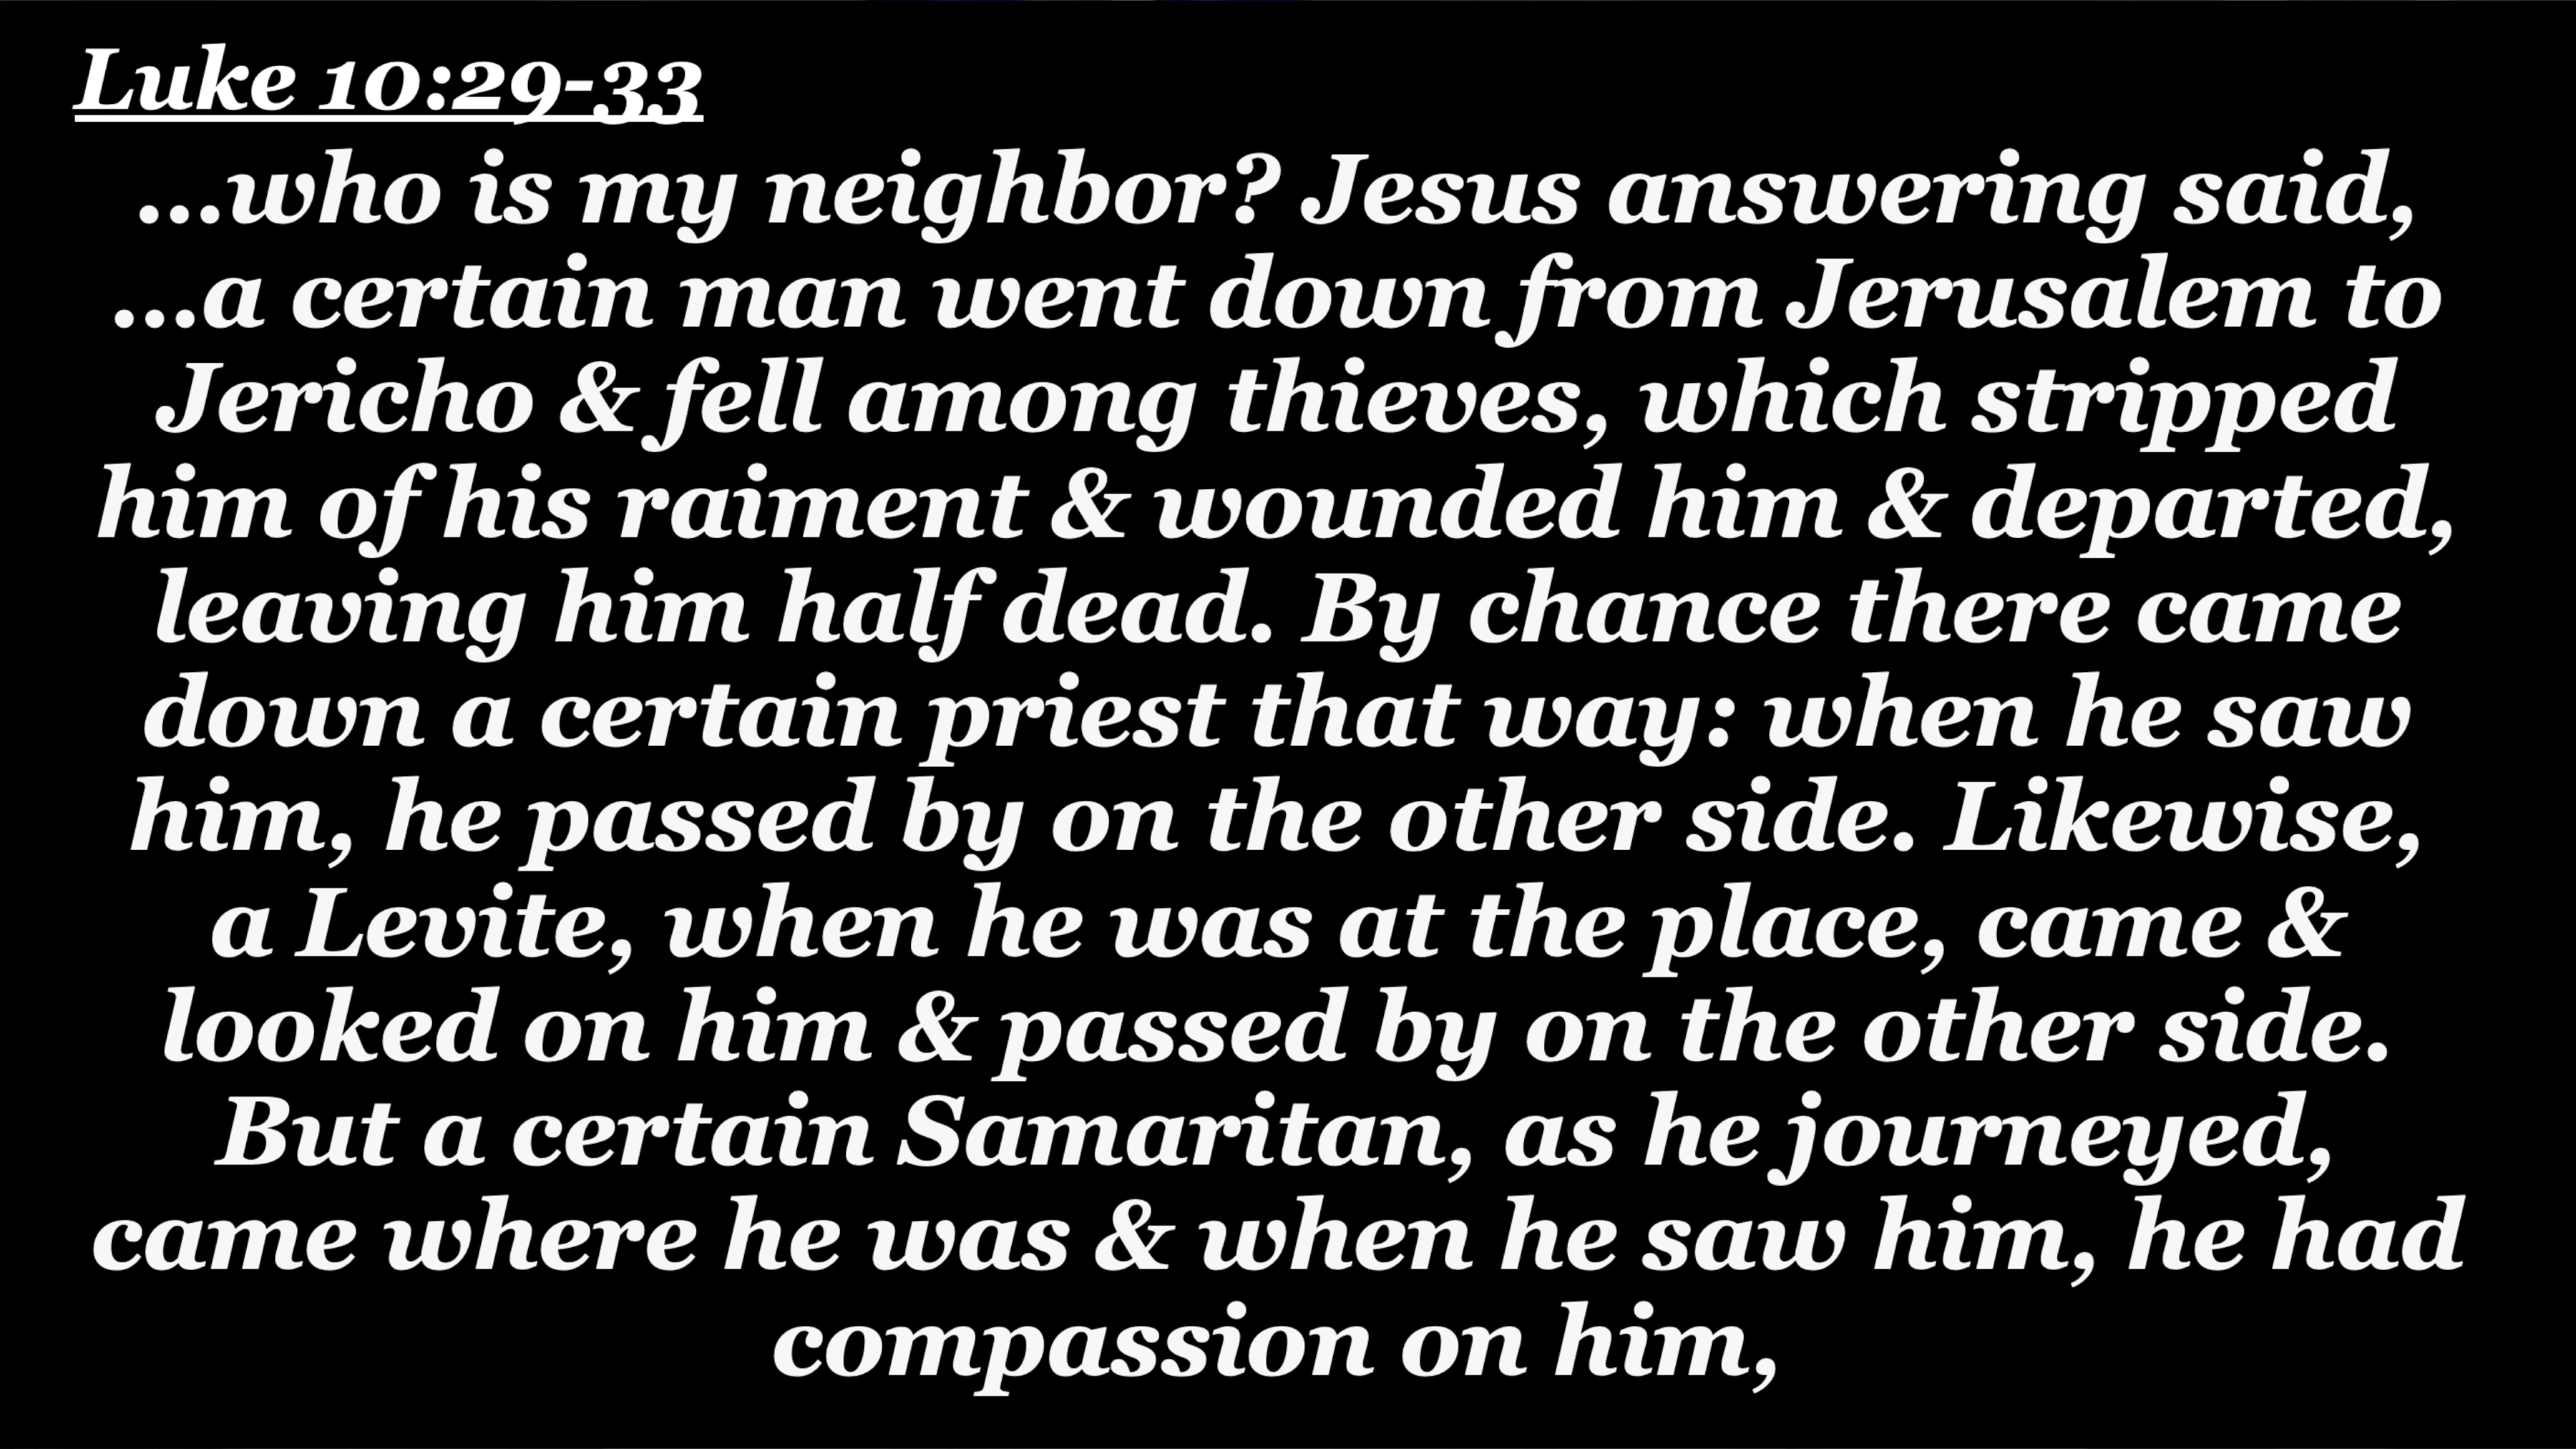 Luke 10:29-33
...who is my neighbor? Jesus answering said,
...a certain man went down from Jerusalem to
Jericho & fell among thieves, which stripped
him of his raiment & wounded him & departed,
leaving him half dead. By chance there came
down a certain priest that way: when he saw
him, he passed by on the other side. Likewise,
a Levite, when he was at the place, came &
looked on him & passed by on the other side.
But a certain Samaritan, as he journeyed,
came where he was & when he saw him, he had
compassion on him,